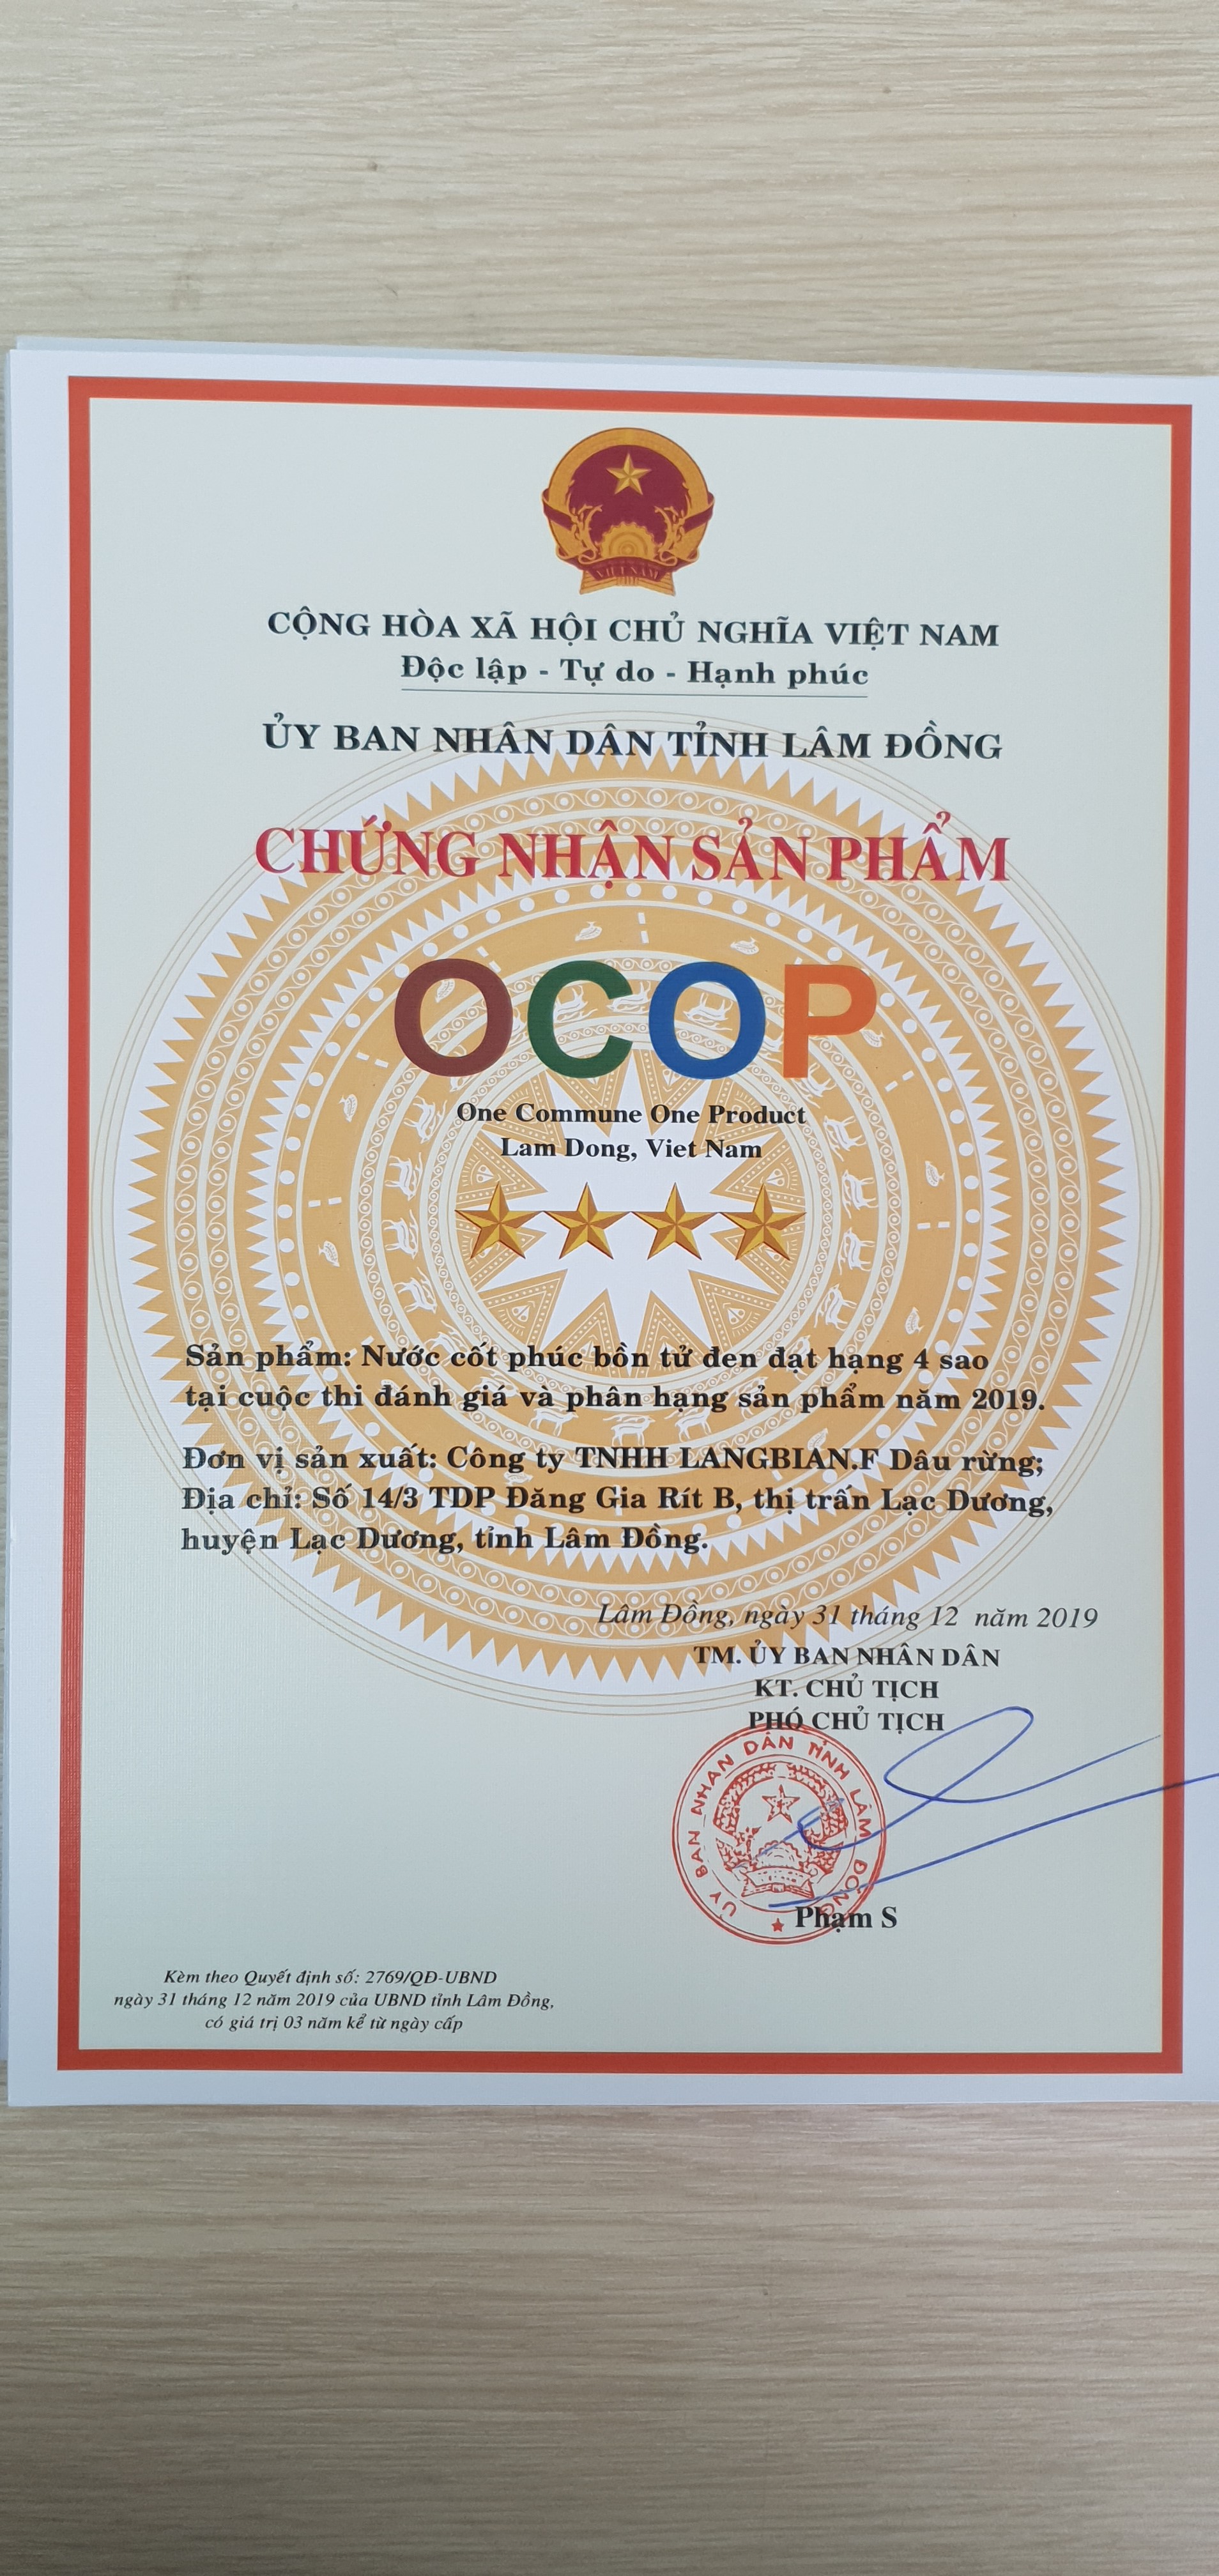 VIỆT NAM
CỘNG HÒA XÃ HỘI CHỦ NGHĨA VIỆT NAM
Độc lập - Tự do - Hạnh phúc
ỦY BAN NHÂN DÂN TỈNH LÂM ĐỒNG
CHỨNG NHẬN SẢN PHẨM
OCOP
One Commune One Product
Lam Dong, Viet Nam
Sản phẩm: Nước cốt phúc bồn tử đen đạt hạng 4 sao
tại cuộc thi đánh giá và phân hạng sản phẩm năm 2019.
Đơn vị sản xuất: Công ty TNHH LANGBIAN.F Dâu rừng;
Địa chỉ: Số 14/3 TDP Đăng Gia Rít B, thị trấn Lạc Dương,
huyện Lạc Dương, tỉnh Lâm Đồng.
Lâm Đồng, ngày 31 tháng 12 năm 2019
TM. ỦY BAN NHÂN DÂN
KT. CHỦ TỊCH
PHÓ CHỦ TỊCH
ỦY BAN NHÂN DÂN TỈNH LÂM ĐỒNG
Phạm S
Kèm theo Quyết định số: 2769/QĐ-UBND
ngày 31 tháng 12 năm 2019 của UBND tỉnh Lâm Đồng,
có giá trị 03 năm kể từ ngày cấp